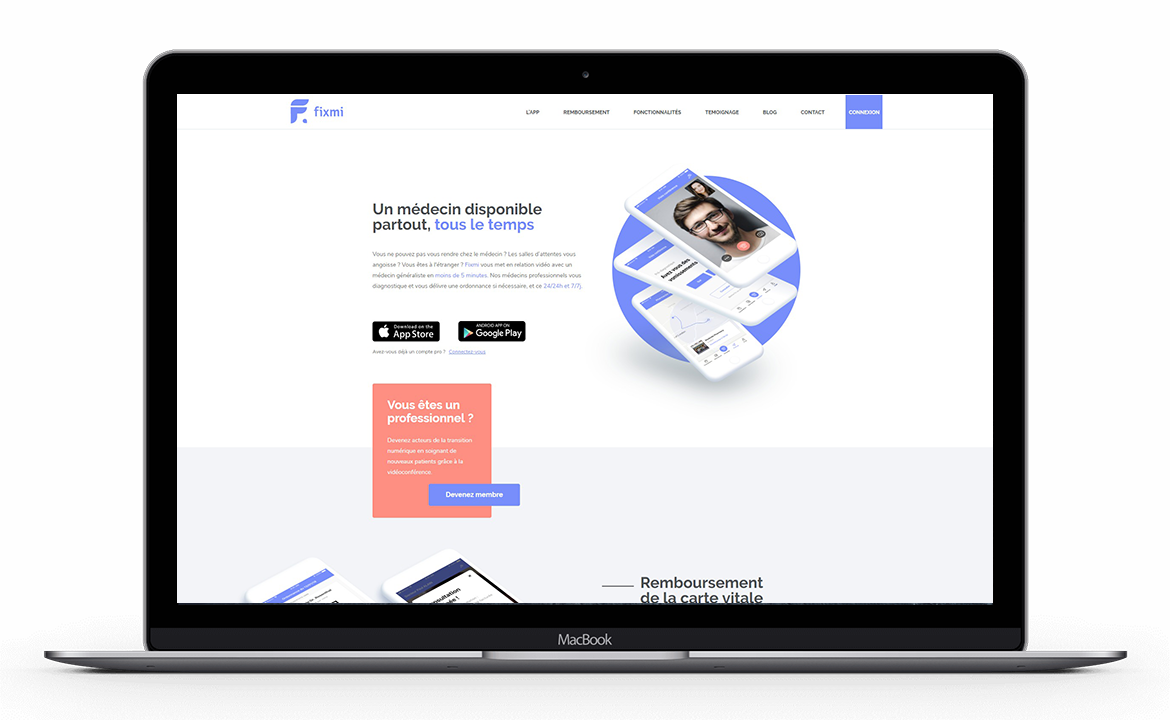 fixmi
L'APP
REMBOURSEMENT
FONCTIONNALITÉS
TEMOIGNAGE
BLOG
CONTACT
CONNEXION
Un médecin disponible
partout, tous le temps
Vous ne pouvez pas vous rendre chez le médecin ? Les salles d'attentes vous
angoisse ? Vous êtes à l'étranger ? Fixmi vous met en relation vidéo avec un
médecin généraliste en moins de 5 minutes. Nos médecins professionnels vous
diagnostique et vous délivre une ordonnance si nécessaire, et ce 24/24h et 7/7j.
Download on the
App Store
ANDROID APP ON
Google Play
Avez-vous déjà un compte pro ? Connectez-vous
Avez vous des
vomissements
Vous êtes un
professionnel ?
Devenez acteurs de la transition
numérique en soignant de
nouveaux patients grâce à la
vidéoconférence.
Devenez membre
Remboursement
de la carte vitale
MacBook